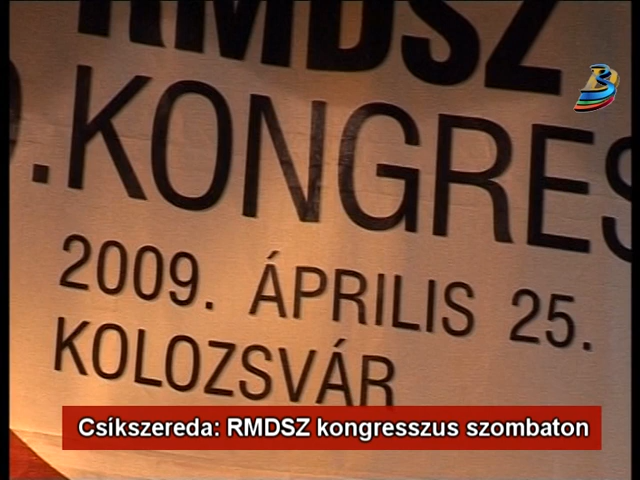 RMDSZ
.KONGRES
2009. ÁPRILIS 25.
KOLOZSVÁR
Csíkszereda: RMDSZ kongresszus szombaton